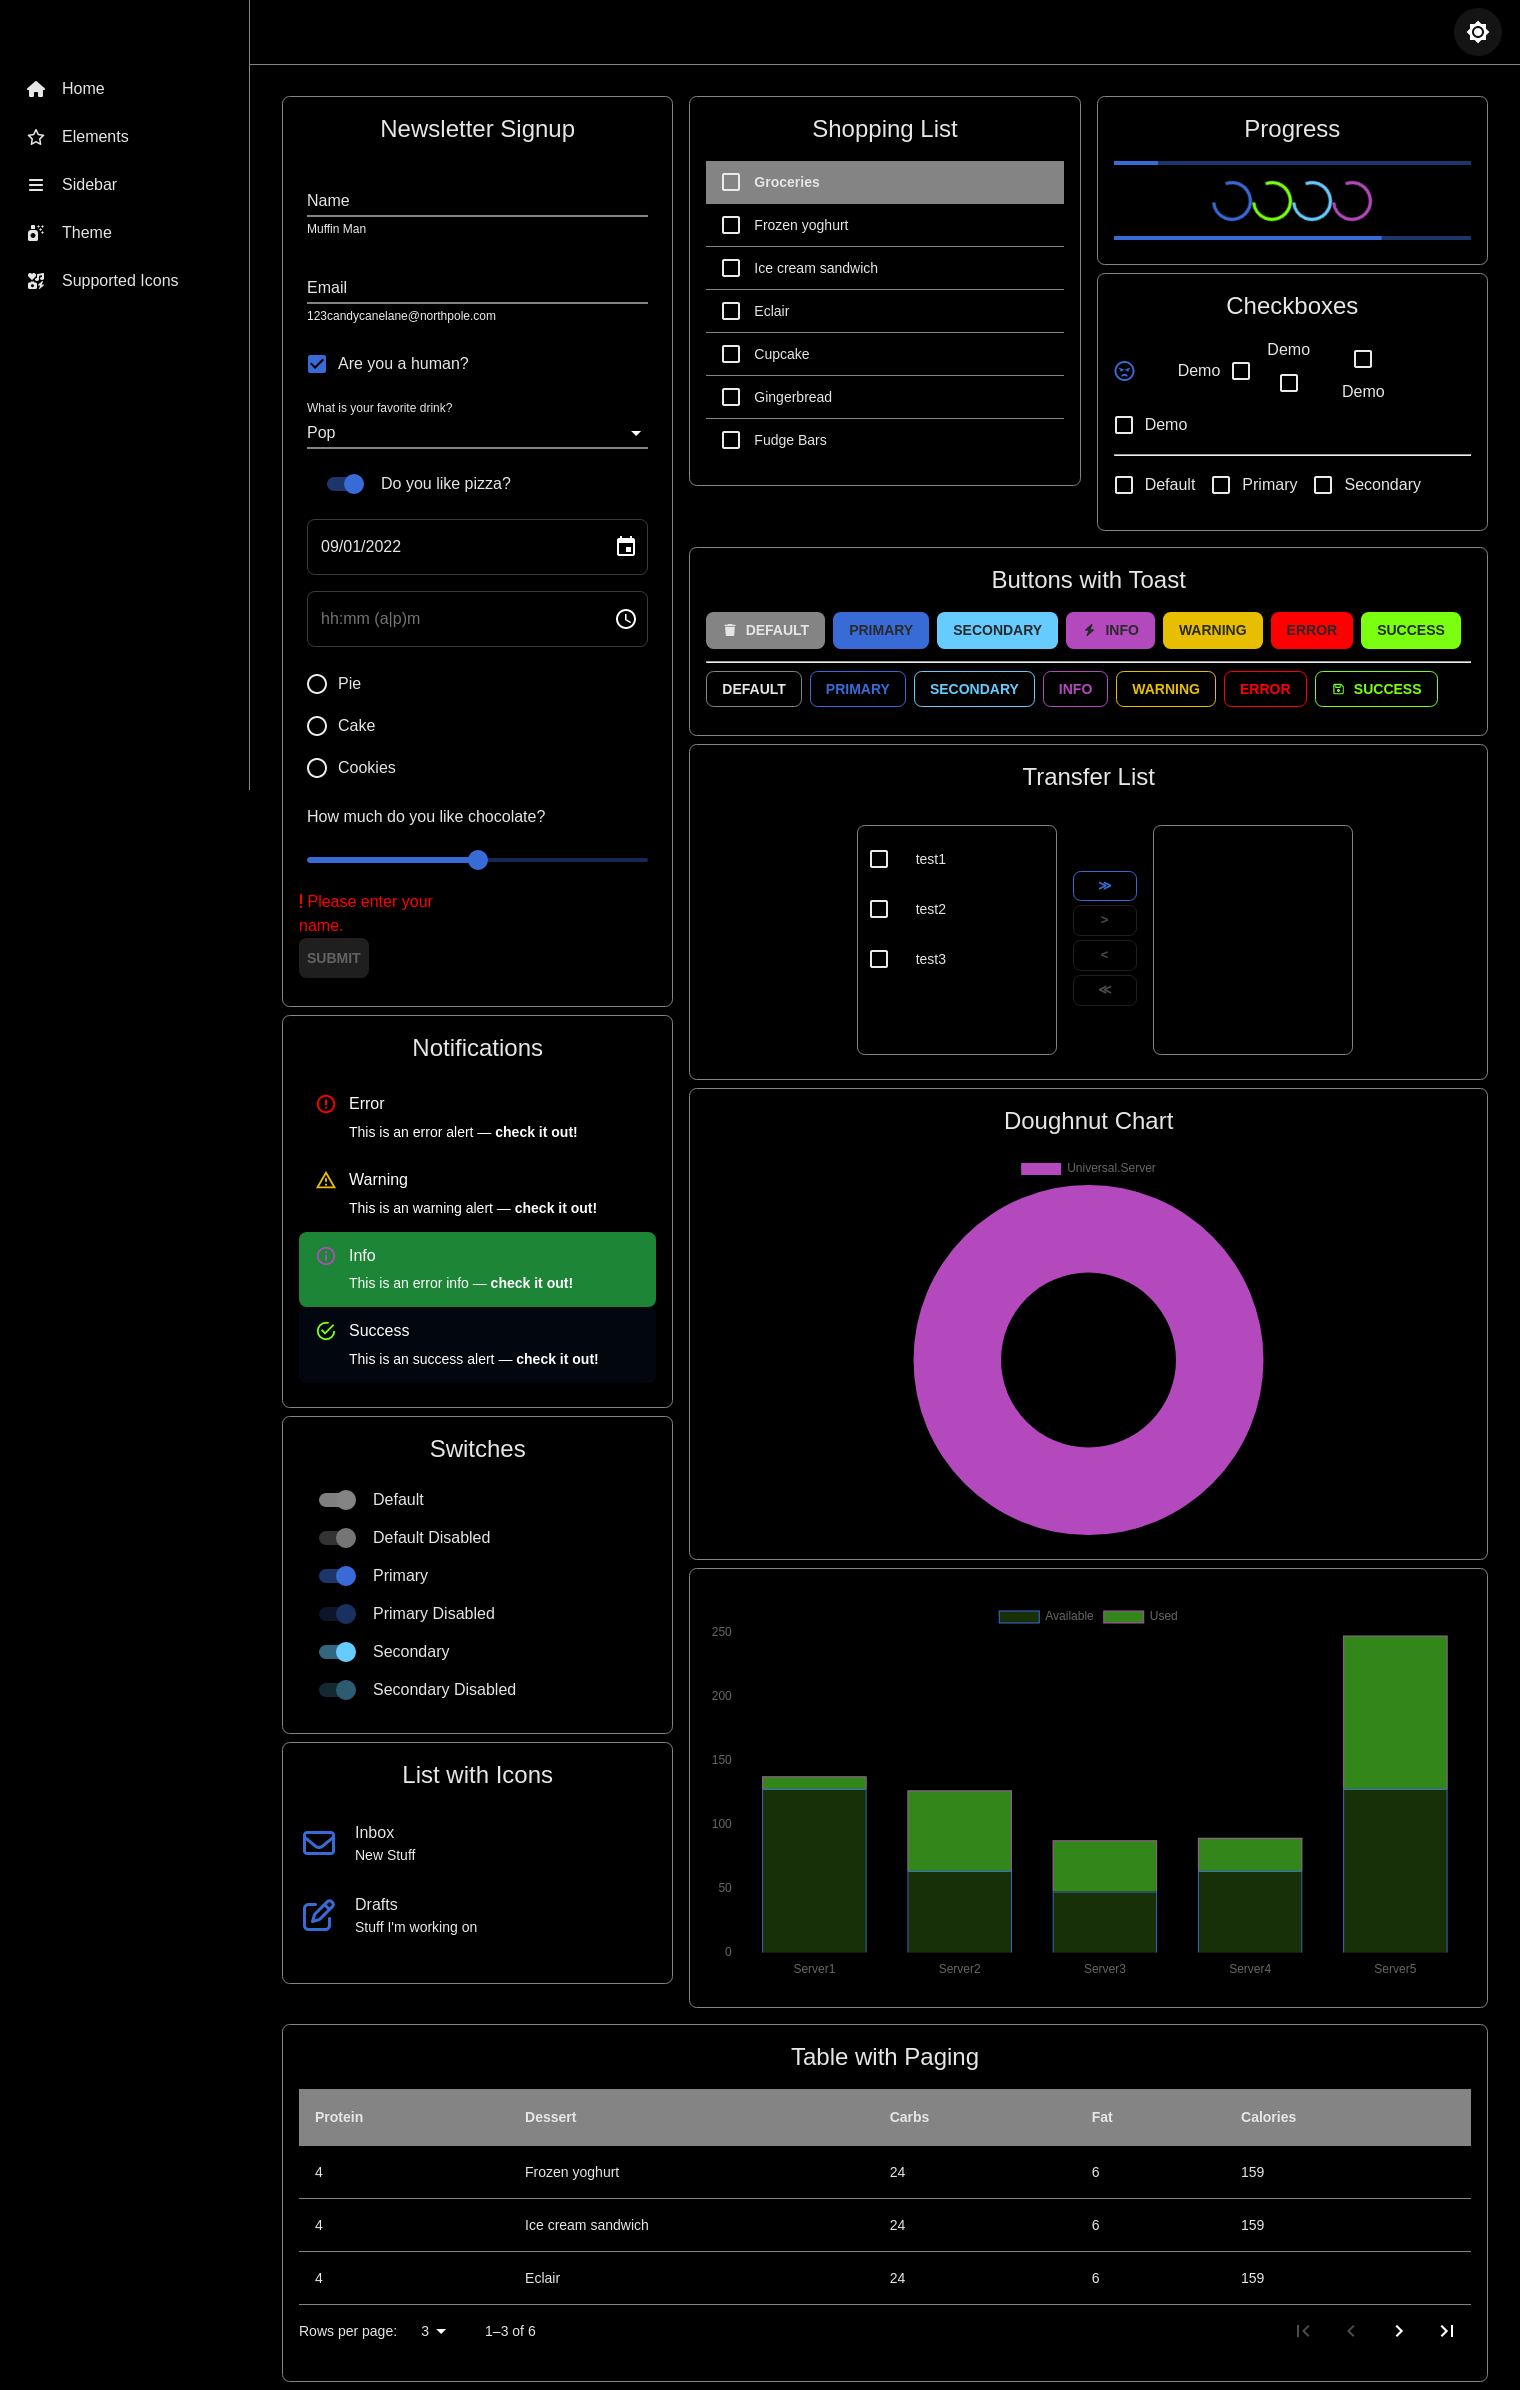 Home
Elements
Sidebar
Theme
Supported Icons
Newsletter Signup
Name
Muffin Man
Email
123candycanelane@northpole.com
Are you a human?
What is your favorite drink?
Pop
Do you like pizza?
09/01/2022
hh:mm (a|p)m
Pie
Cake
Cookies
How much do you like chocolate?
! Please enter your
name.
SUBMIT
Notifications
Error
This is an error alert — check it out!
Warning
This is an warning alert — check it out!
Info
This is an error info — check it out!
Success
This is an success alert — check it out!
Switches
Default
Default Disabled
Primary
Primary Disabled
Secondary
Secondary Disabled
List with Icons
Inbox
New Stuff
Drafts
Stuff I'm working on
Shopping List
Groceries
Frozen yoghurt
Ice cream sandwich
Eclair
Cupcake
Gingerbread
Fudge Bars
Progress
Checkboxes
Demo
Demo
Demo
Demo
Default Primary Secondary
Buttons with Toast
DEFAULT PRIMARY SECONDARY INFO WARNING ERROR SUCCESS
DEFAULT PRIMARY SECONDARY INFO WARNING ERROR SUCCESS
Transfer List
test1
test2
test3
≫
>
<
≪
Doughnut Chart
Universal.Server
Available Used
250
200
150
100
50
0
Server1 Server2 Server3 Server4 Server5
Table with Paging
Protein Dessert Carbs Fat Calories
4 Frozen yoghurt 24 6 159
4 Ice cream sandwich 24 6 159
4 Eclair 24 6 159
Rows per page: 3 1–3 of 6